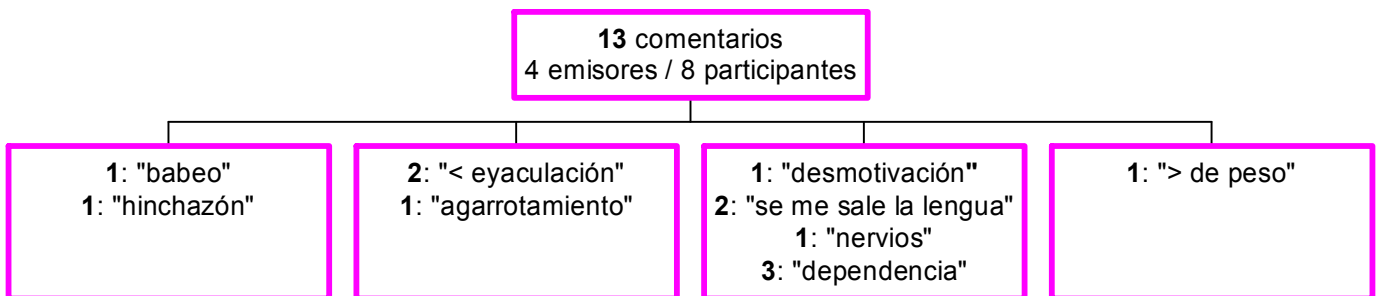 13 comentarios
4 emisores / 8 participantes
1: "babeo"
1: "hinchazón"
2: "< eyaculación"
1: "agarrotamiento"
1: "desmotivación"
2: "se me sale la lengua"
1: "nervios"
3: "dependencia"
1: "> de peso"